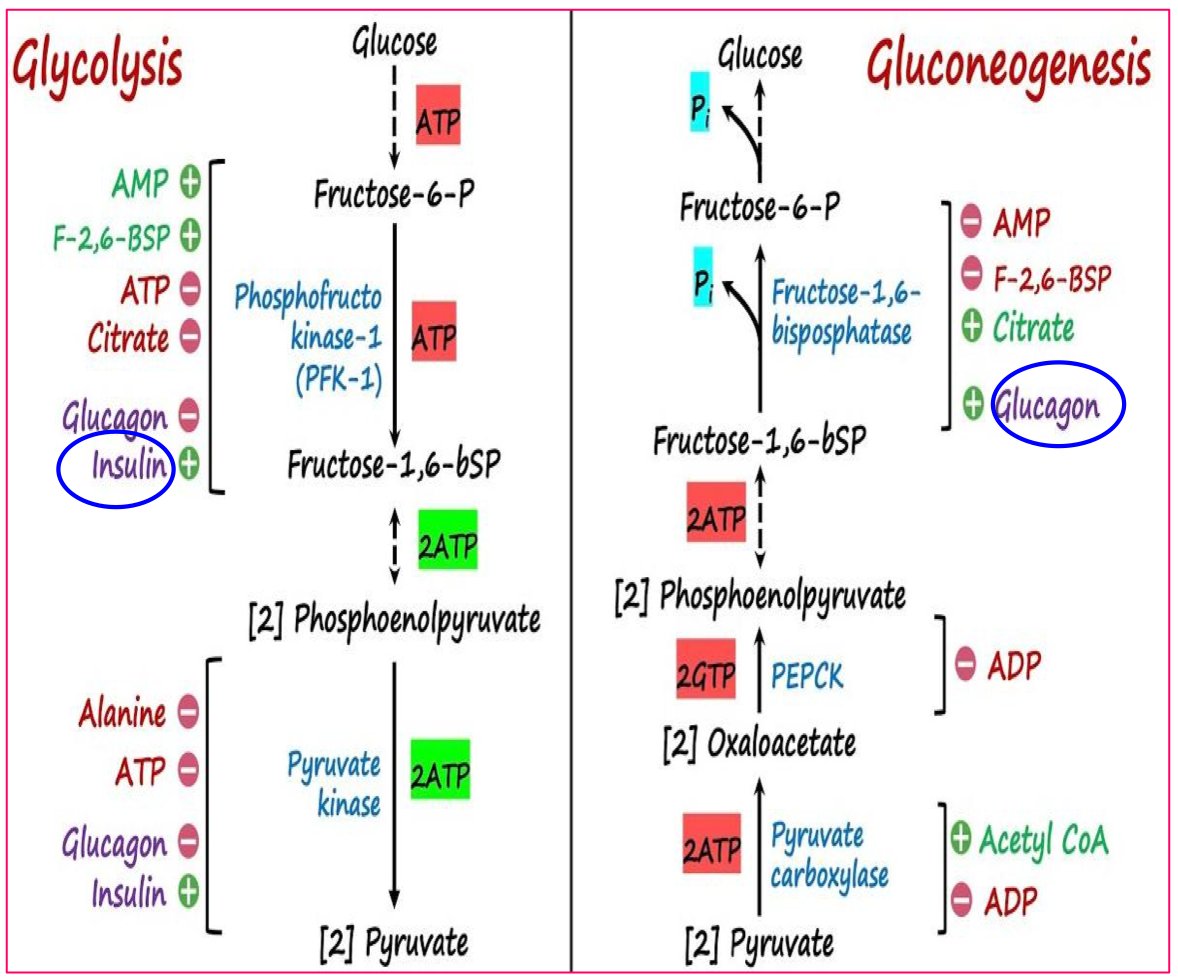 Glycolysis
Glucose
ATP
Fructose-6-P
AMP +
F-2,6-BSP +
ATP −
Citrate −
Glucagon −
Insulin +
Phosphofructo
kinase-1
(PFK-1)
ATP
Fructose-1,6-bSP
2ATP
[2] Phosphoenolpyruvate
Alanine −
ATP −
Glucagon −
Insulin +
Pyruvate
kinase
2ATP
[2] Pyruvate
Gluconeogenesis
Glucose
Pi
Fructose-6-P
Pi
Fructose-1,6-
bisposphatase
− AMP
− F-2,6-BSP
+ Citrate
+ Glucagon
Fructose-1,6-bSP
2ATP
[2] Phosphoenolpyruvate
2GTP
PEPCK
− ADP
[2] Oxaloacetate
2ATP
Pyruvate
carboxylase
+ Acetyl CoA
− ADP
[2] Pyruvate